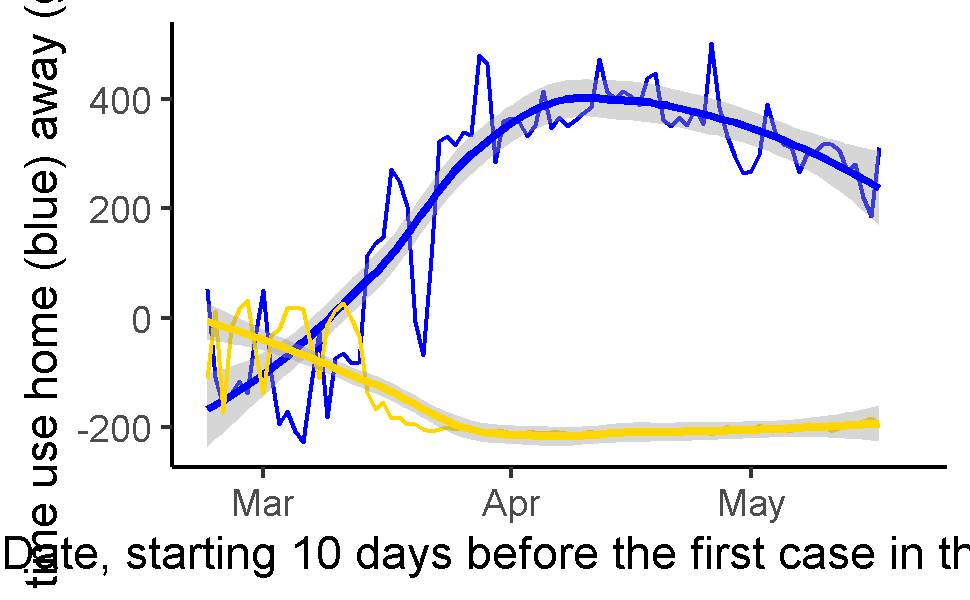 time use home (blue) away (
400
200
0
-200
Mar
Apr
May
Date, starting 10 days before the first case in th